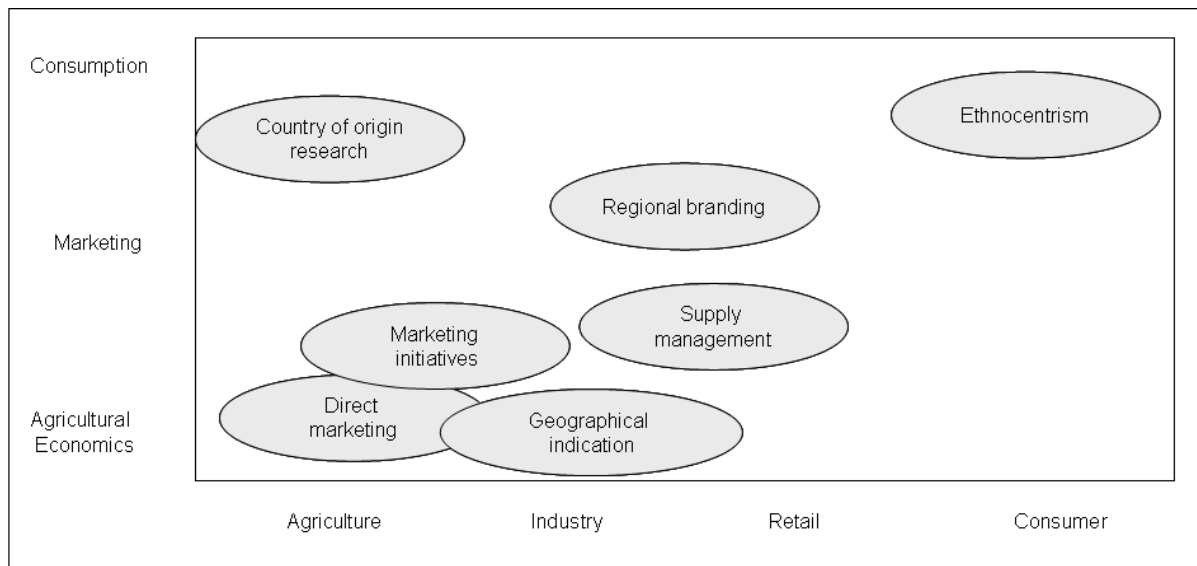 Consumption
Country of origin
research
Ethnocentrism
Regional branding
Marketing
Supply
management
Marketing
initiatives
Agricultural
Economics
Direct
marketing
Geographical
indication
Agriculture
Industry
Retail
Consumer